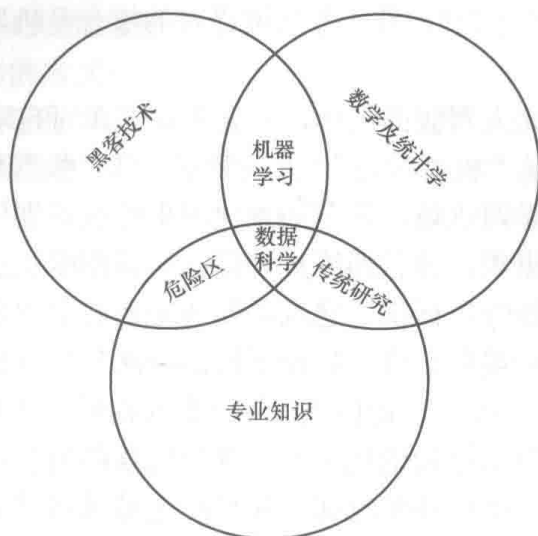 黑客技术
数学及统计学
机器
学习
数据
科学
危险区
传统研究
专业知识